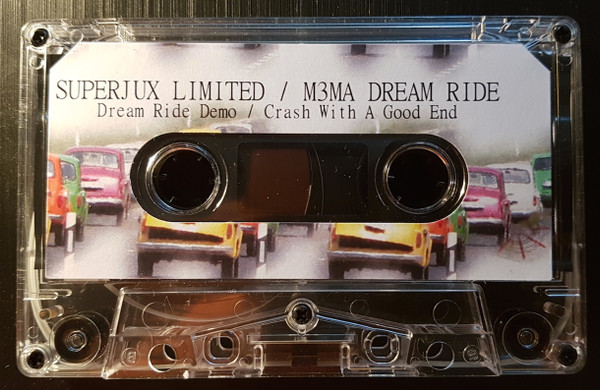 SUPERJUX LIMITED / M3MA DREAM RIDE
Dream Ride Demo / Crash With A Good End